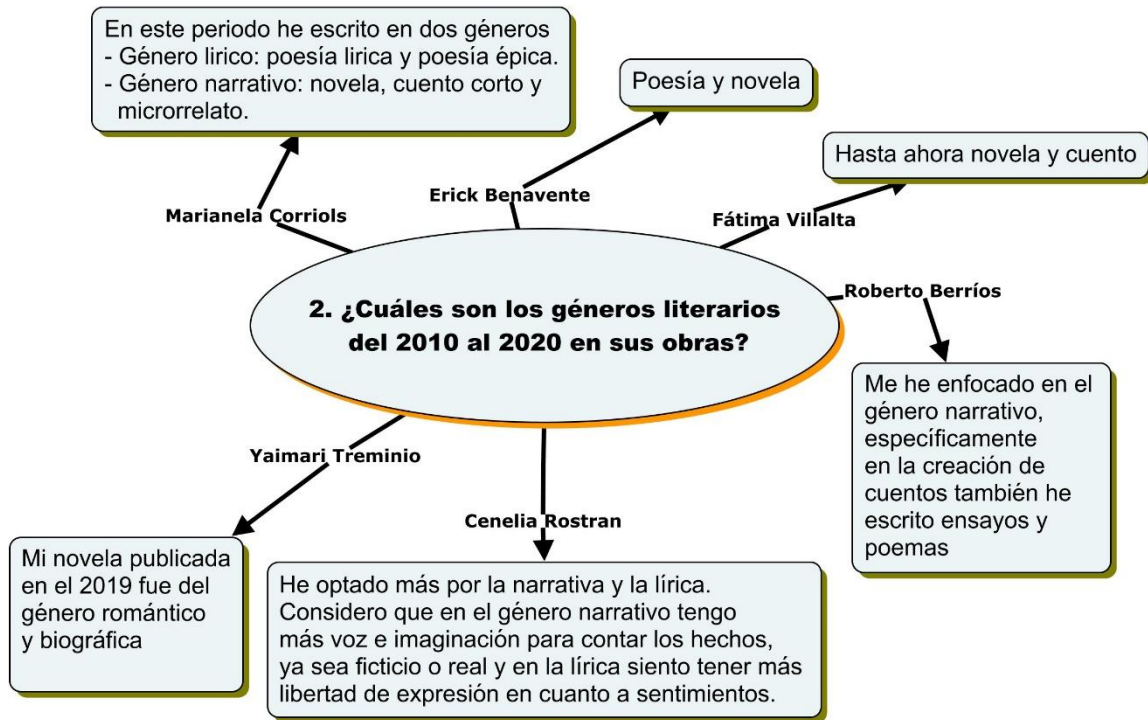 En este periodo he escrito en dos géneros
- Género lirico: poesía lirica y poesía épica.
- Género narrativo: novela, cuento corto y
microrrelato.
Poesía y novela
Hasta ahora novela y cuento
Erick Benavente
Marianela Corriols
Fátima Villalta
Roberto Berríos
2. ¿Cuáles son los géneros literarios
del 2010 al 2020 en sus obras?
Me he enfocado en el
género narrativo,
específicamente
en la creación de
cuentos también he
escrito ensayos y
poemas
Yaimari Treminio
Cenelia Rostran
Mi novela publicada
en el 2019 fue del
género romántico
y biográfica
He optado más por la narrativa y la lírica.
Considero que en el género narrativo tengo
más voz e imaginación para contar los hechos,
ya sea ficticio o real y en la lírica siento tener más
libertad de expresión en cuanto a sentimientos.